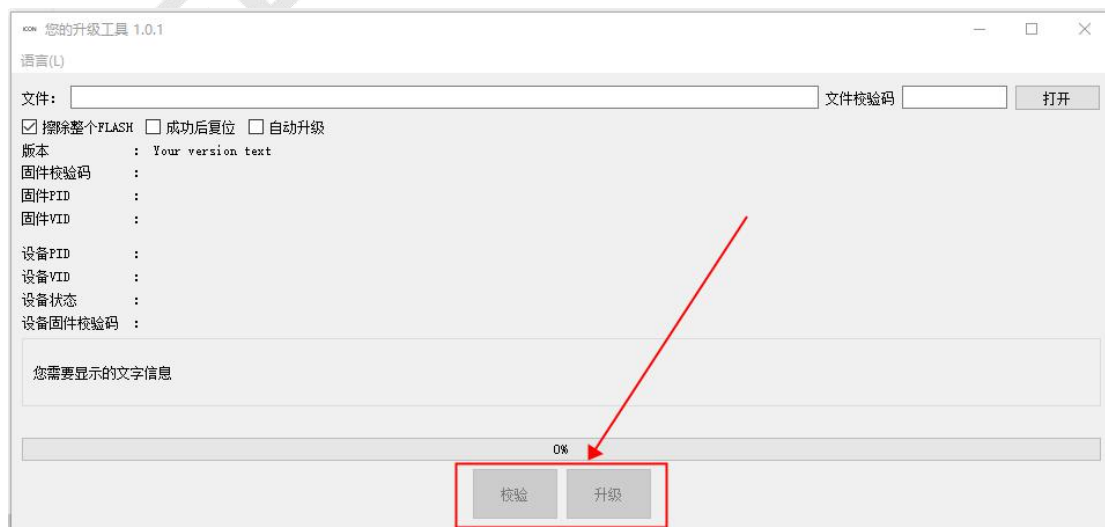 ICON 您的升级工具 1.0.1
语言(L)
文件: 文件校验码 打开
擦除整个FLASH 成功后复位 自动升级
版本 : Your version text
固件校验码 :
固件PID :
固件VID :
设备PID :
设备VID :
设备状态 :
设备固件校验码 :
您需要显示的文字信息
0%
校验 升级